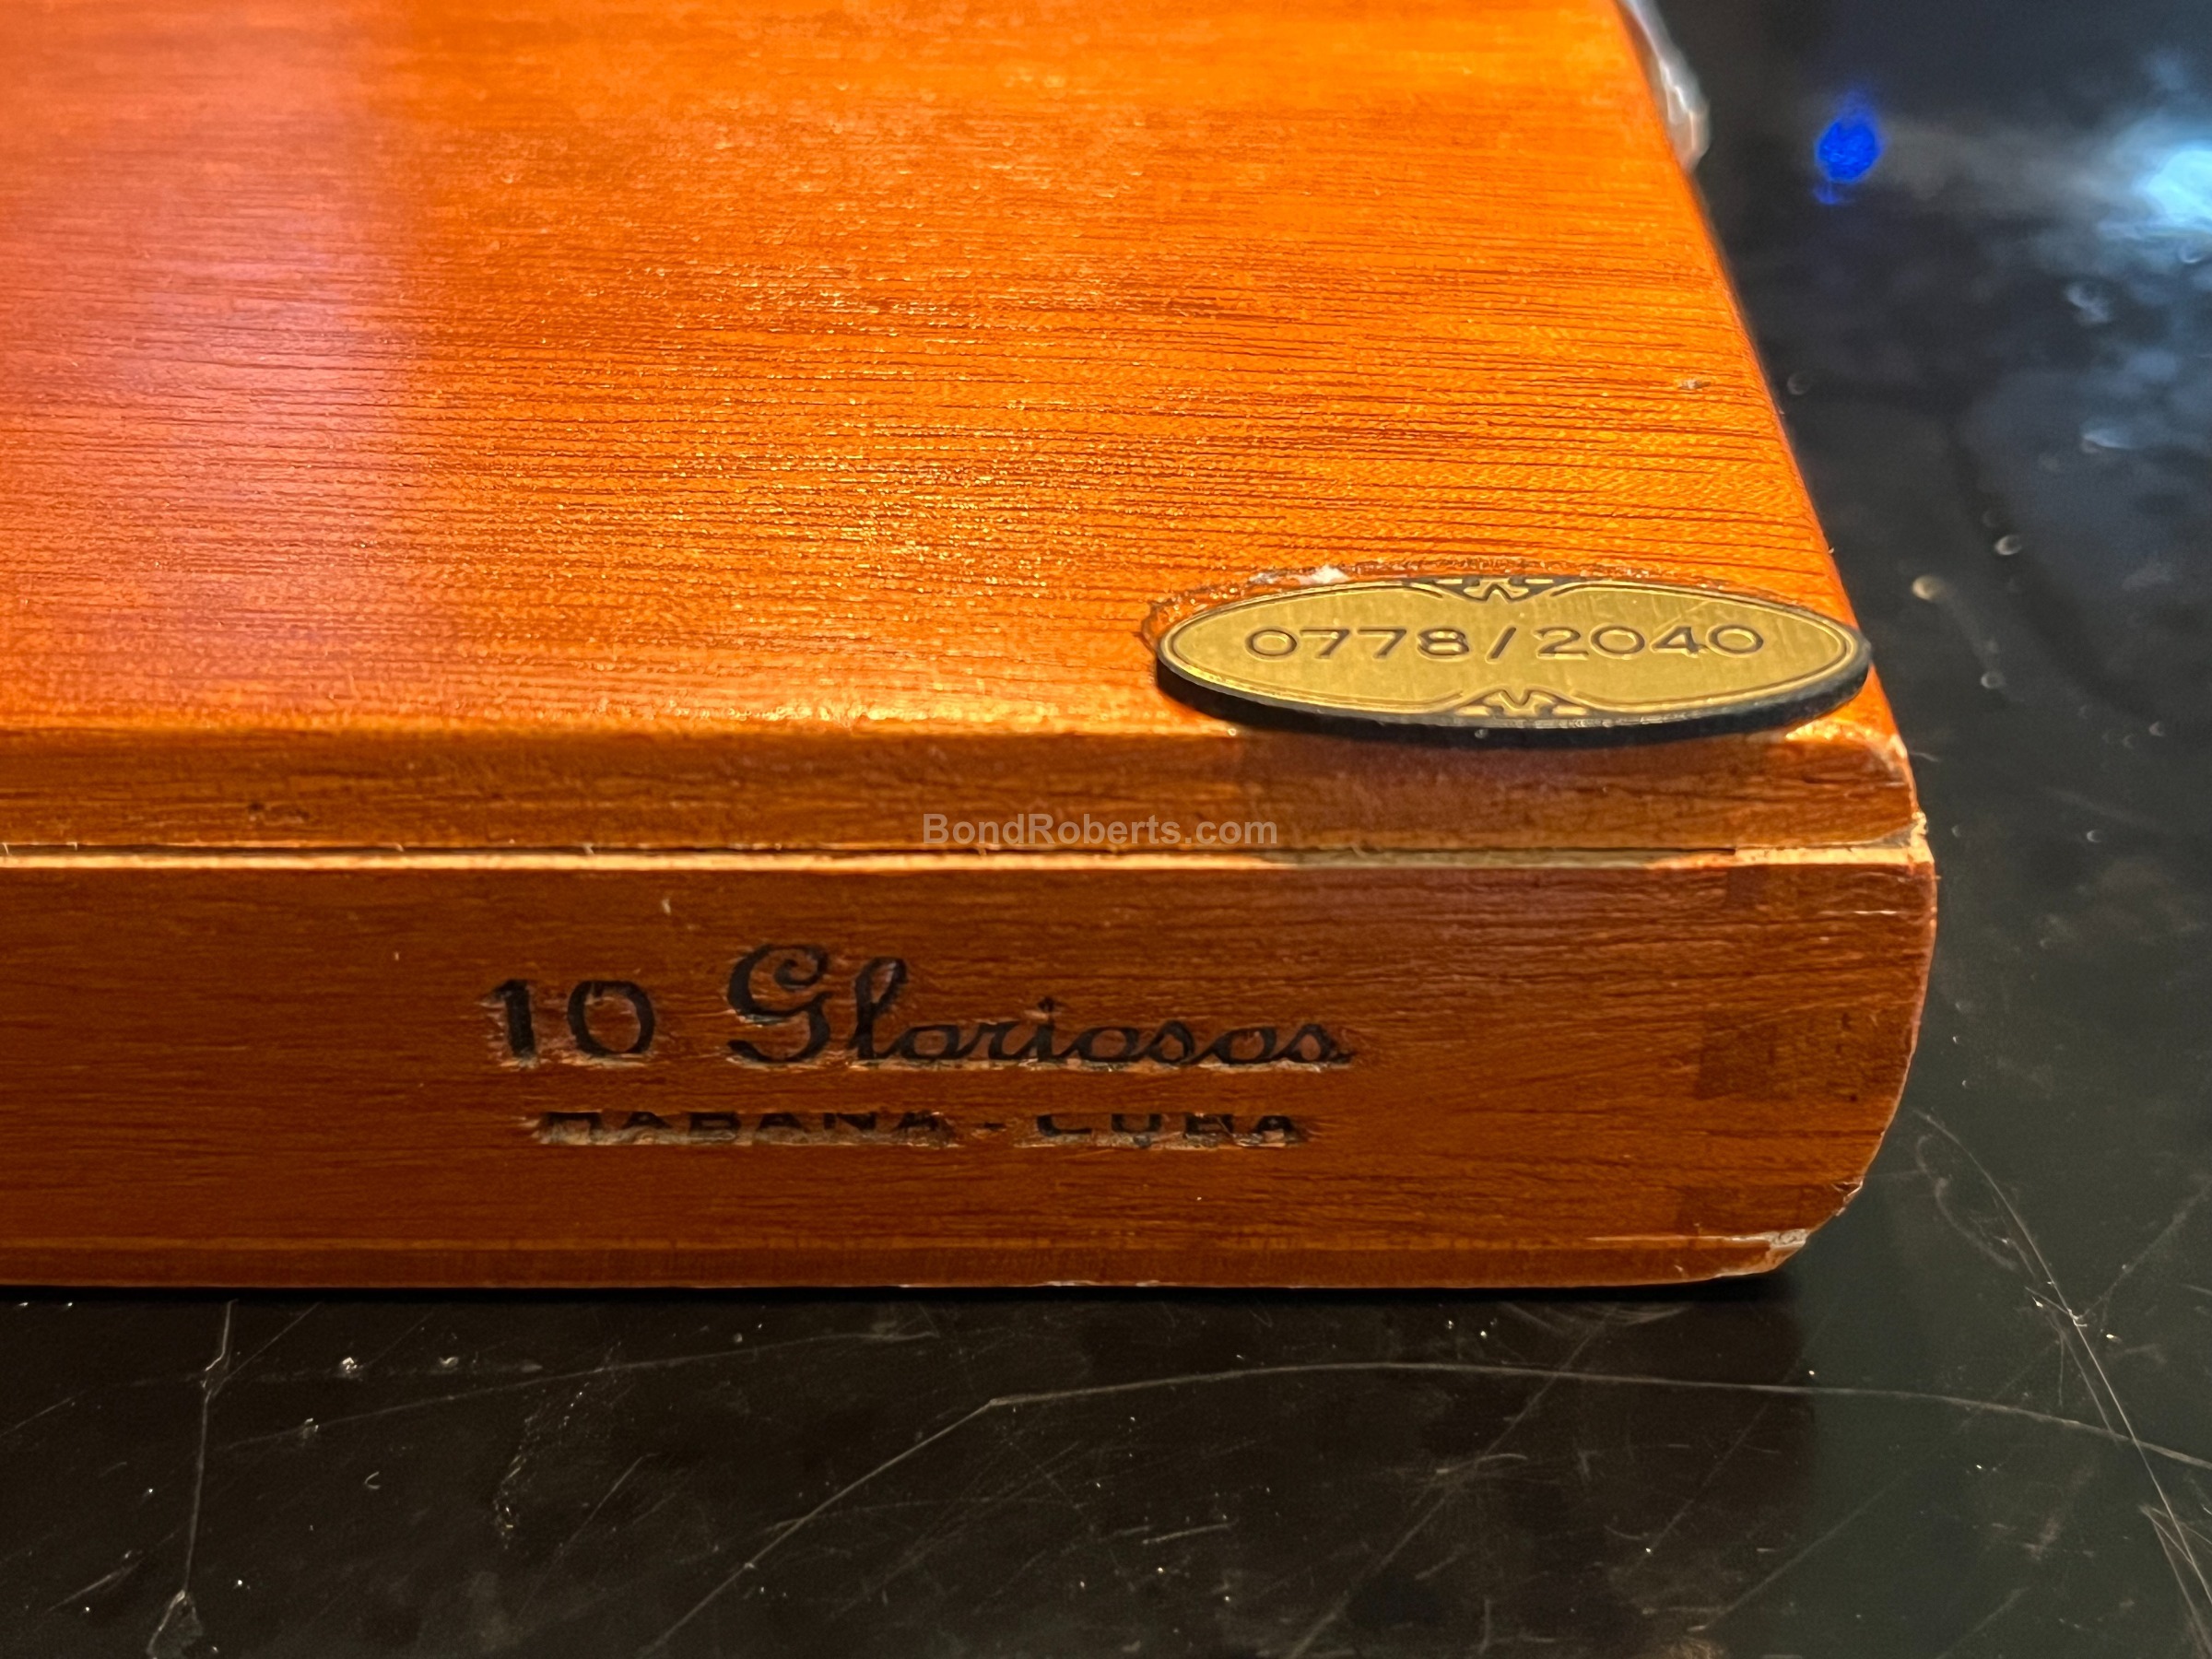 0778/2040
BondRoberts.com
10 Gloriosos
HABANA - CUBA